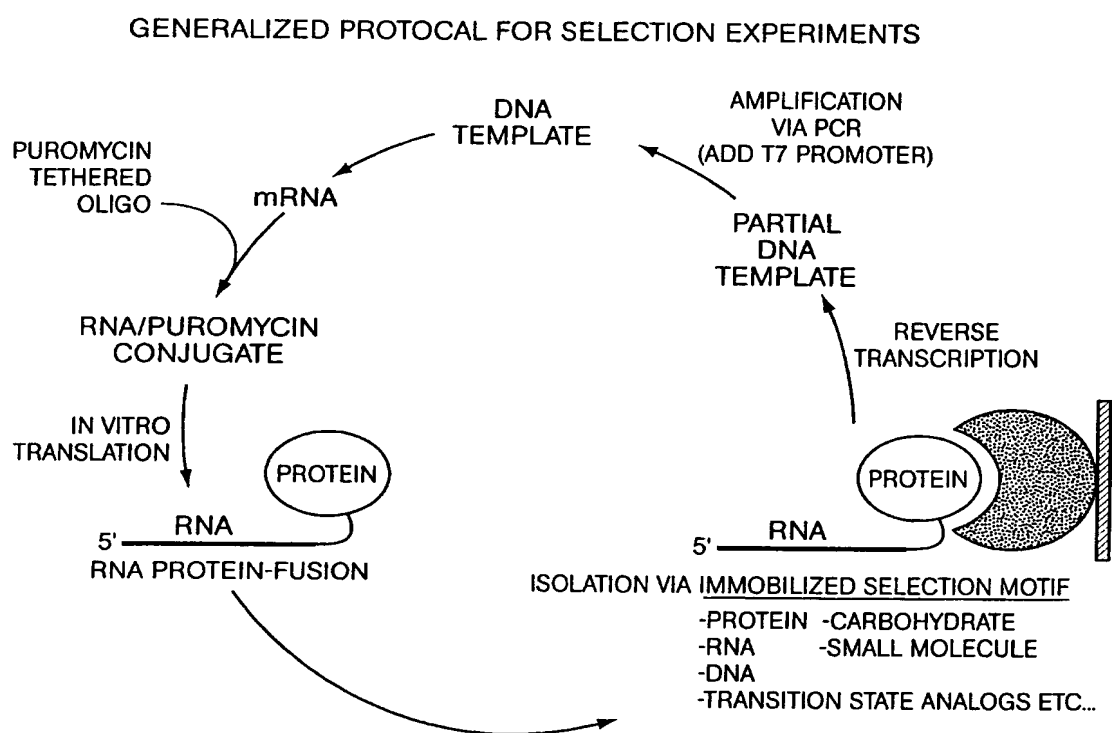 GENERALIZED PROTOCAL FOR SELECTION EXPERIMENTS
DNA
TEMPLATE
AMPLIFICATION
VIA PCR
(ADD T7 PROMOTER)
PUROMYCIN
TETHERED
OLIGO
mRNA
PARTIAL
DNA
TEMPLATE
RNA/PUROMYCIN
CONJUGATE
REVERSE
TRANSCRIPTION
IN VITRO
TRANSLATION
PROTEIN
RNA
5'
RNA PROTEIN-FUSION
PROTEIN
RNA
5'
ISOLATION VIA IMMOBILIZED SELECTION MOTIF
-PROTEIN -CARBOHYDRATE
-RNA -SMALL MOLECULE
-DNA
-TRANSITION STATE ANALOGS ETC...